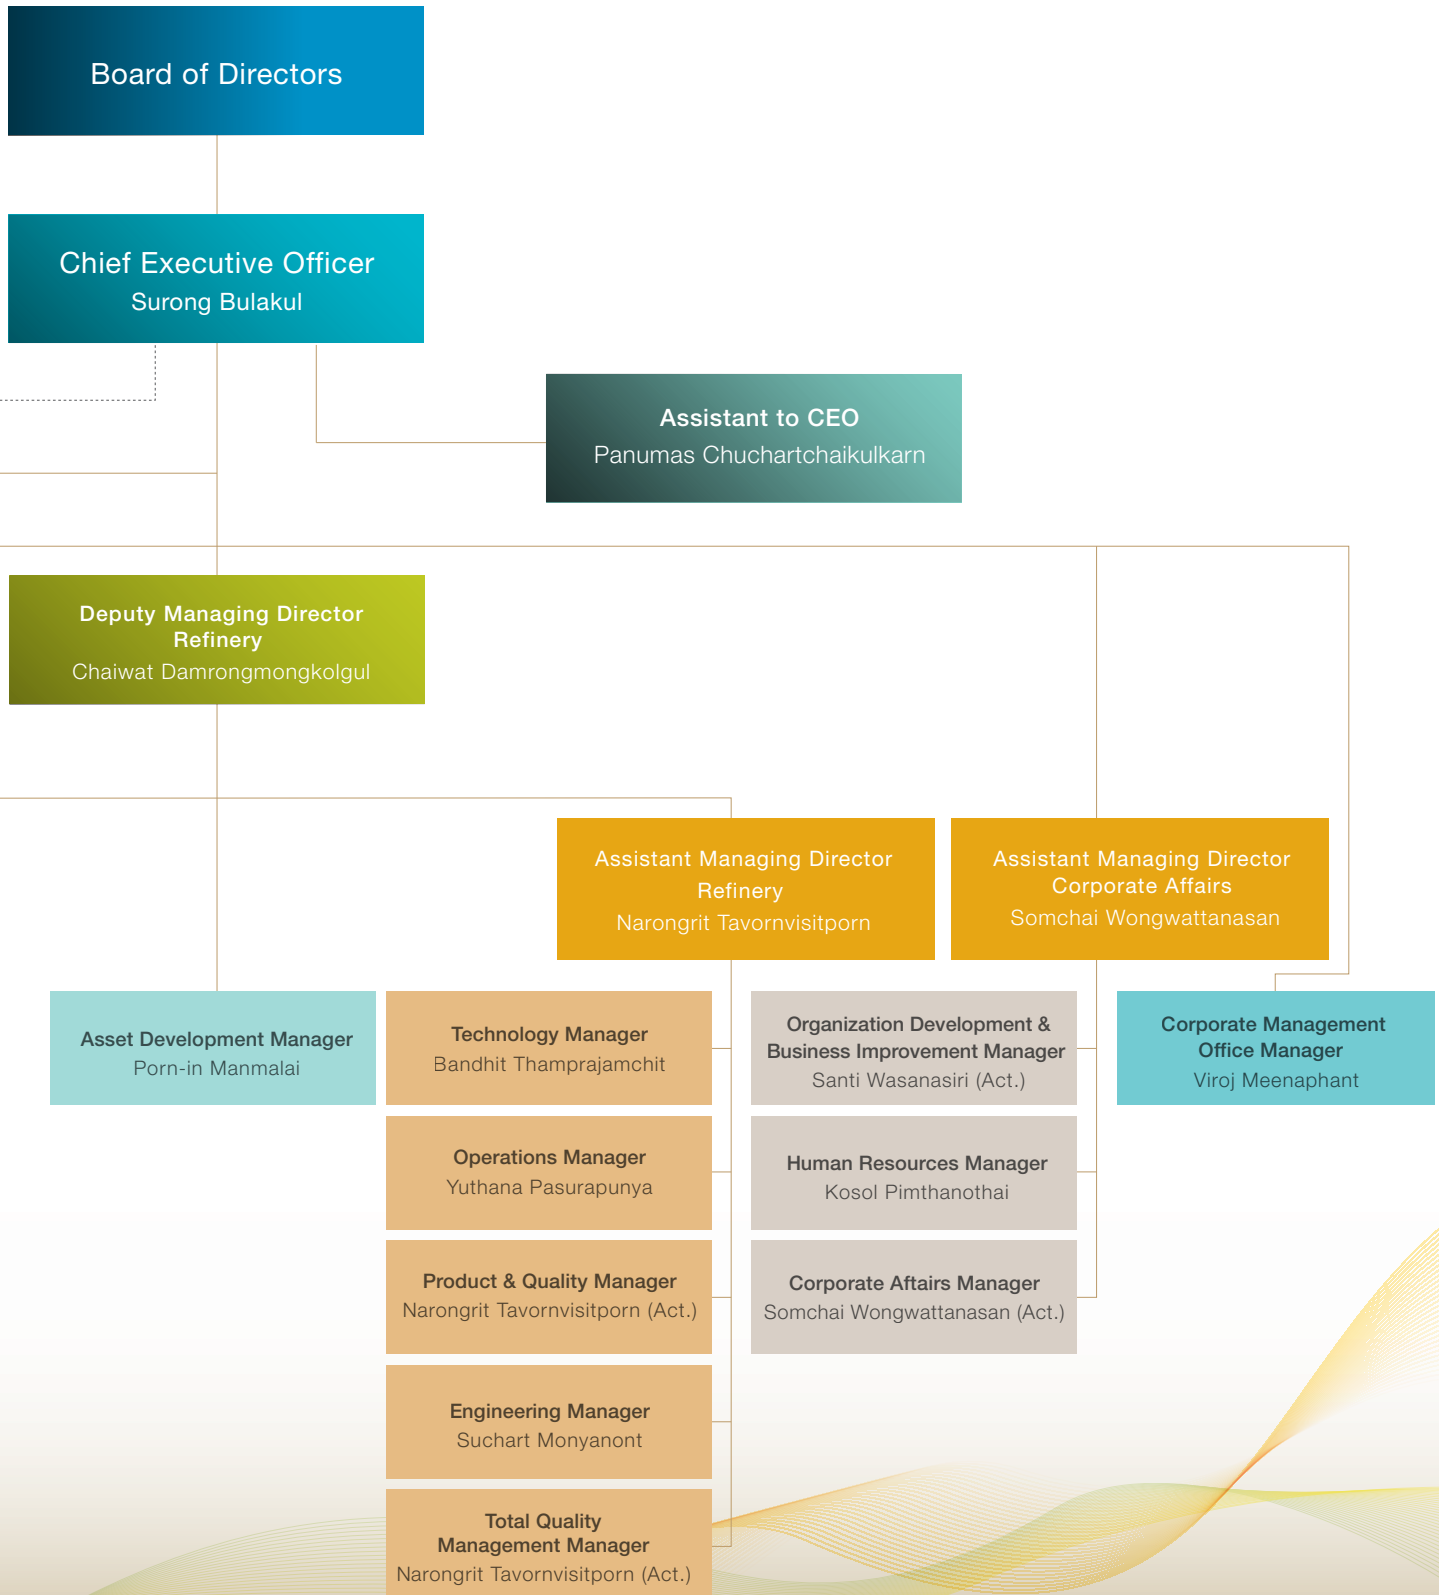 Board of Directors
Chief Executive Officer
Surong Bulakul
Assistant to CEO
Panumas Chuchartchaikulkarn
Deputy Managing Director
Refinery
Chaiwat Damrongmongkolgul
Assistant Managing Director
Refinery
Narongrit Tavornvisitporn
Assistant Managing Director
Corporate Affairs
Somchai Wongwattanasan
Asset Development Manager
Porn-in Manmalai
Technology Manager
Bandhit Thamprajamchit
Operations Manager
Yuthana Pasurapunya
Product & Quality Manager
Narongrit Tavornvisitporn (Act.)
Engineering Manager
Suchart Monyanont
Total Quality
Management Manager
Narongrit Tavornvisitporn (Act.)
Organization Development &
Business Improvement Manager
Santi Wasanasiri (Act.)
Human Resources Manager
Kosol Pimthanothai
Corporate Aftairs Manager
Somchai Wongwattanasan (Act.)
Corporate Management
Office Manager
Viroj Meenaphant